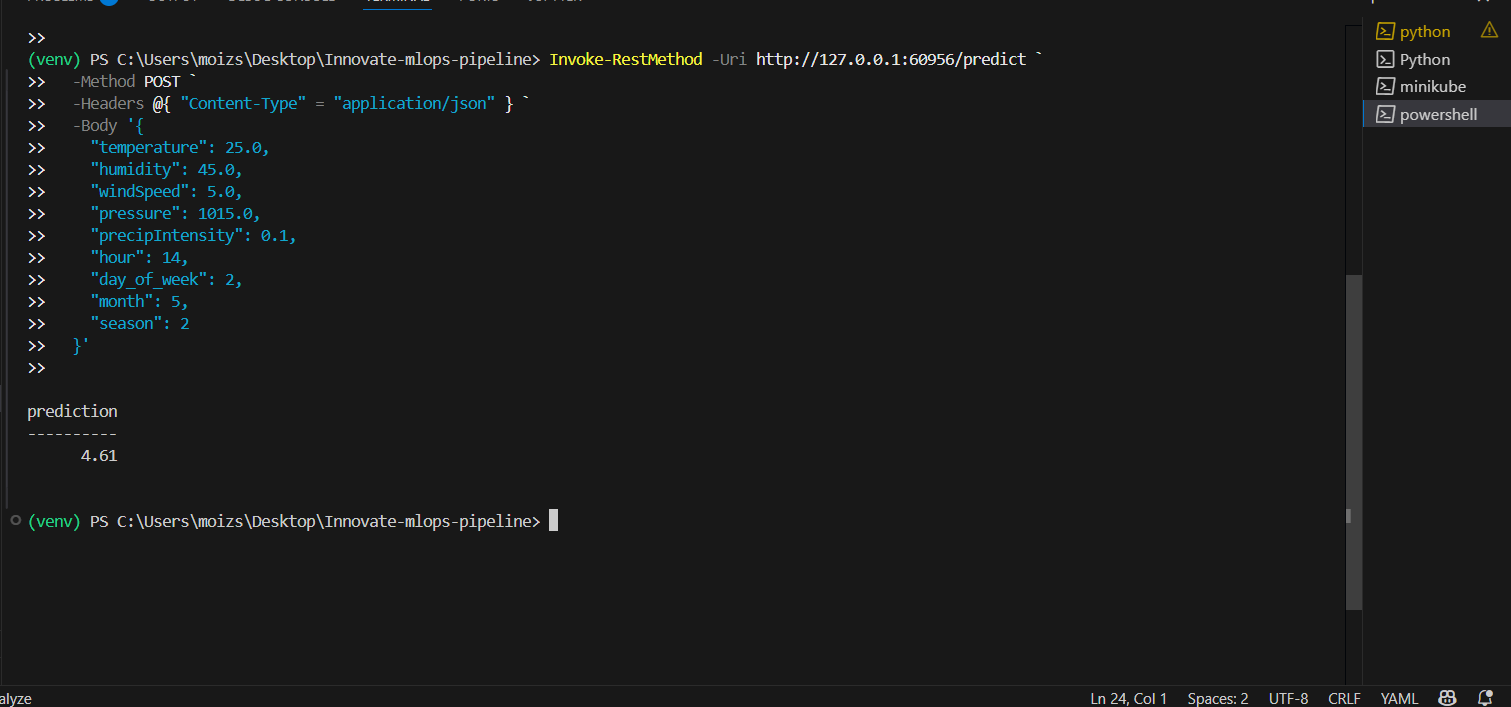 >>
(venv) PS C:\Users\moizs\Desktop\Innovate-mlops-pipeline> Invoke-RestMethod -Uri http://127.0.0.1:60956/predict `
>>   -Method POST `
>>   -Headers @{ "Content-Type" = "application/json" } `
>>   -Body '{
>>     "temperature": 25.0,
>>     "humidity": 45.0,
>>     "windSpeed": 5.0,
>>     "pressure": 1015.0,
>>     "precipIntensity": 0.1,
>>     "hour": 14,
>>     "day_of_week": 2,
>>     "month": 5,
>>     "season": 2
>>   }'
>>
prediction
----------
      4.61
(venv) PS C:\Users\moizs\Desktop\Innovate-mlops-pipeline>
python
Python
minikube
powershell
alyze
Ln 24, Col 1 Spaces: 2 UTF-8 CRLF YAML